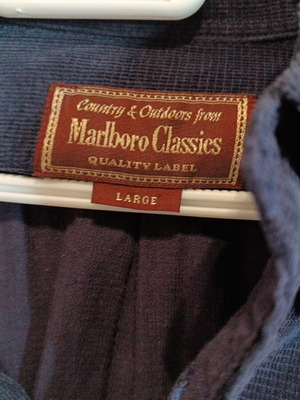 Country & Outdoors from
Marlboro Classics
QUALITY LABEL
LARGE